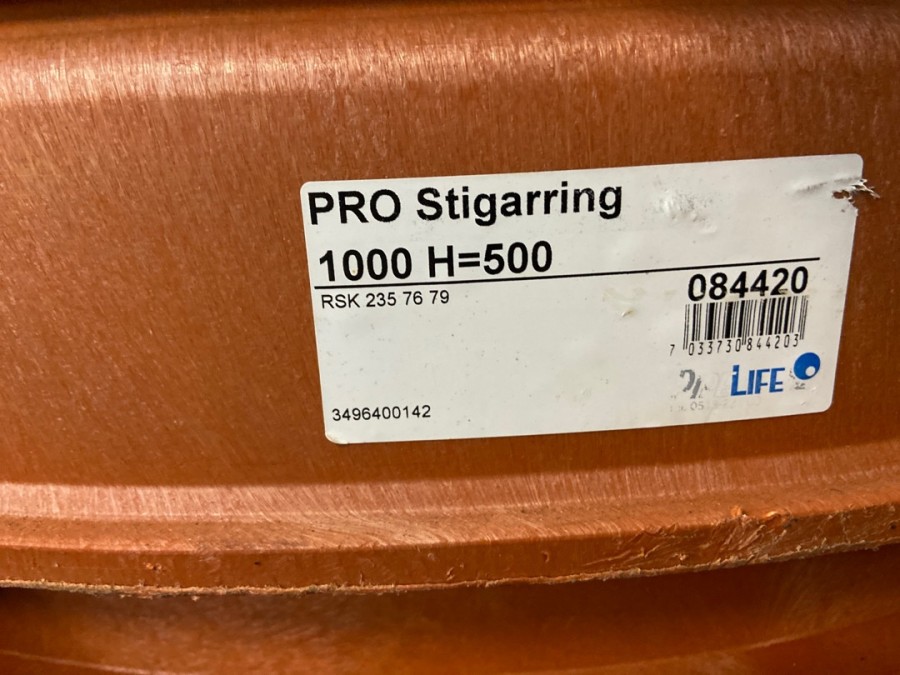 PRO Stigarring
1000 H=500
RSK 235 76 79
084420
7 033730 844203
LIFE
3496400142